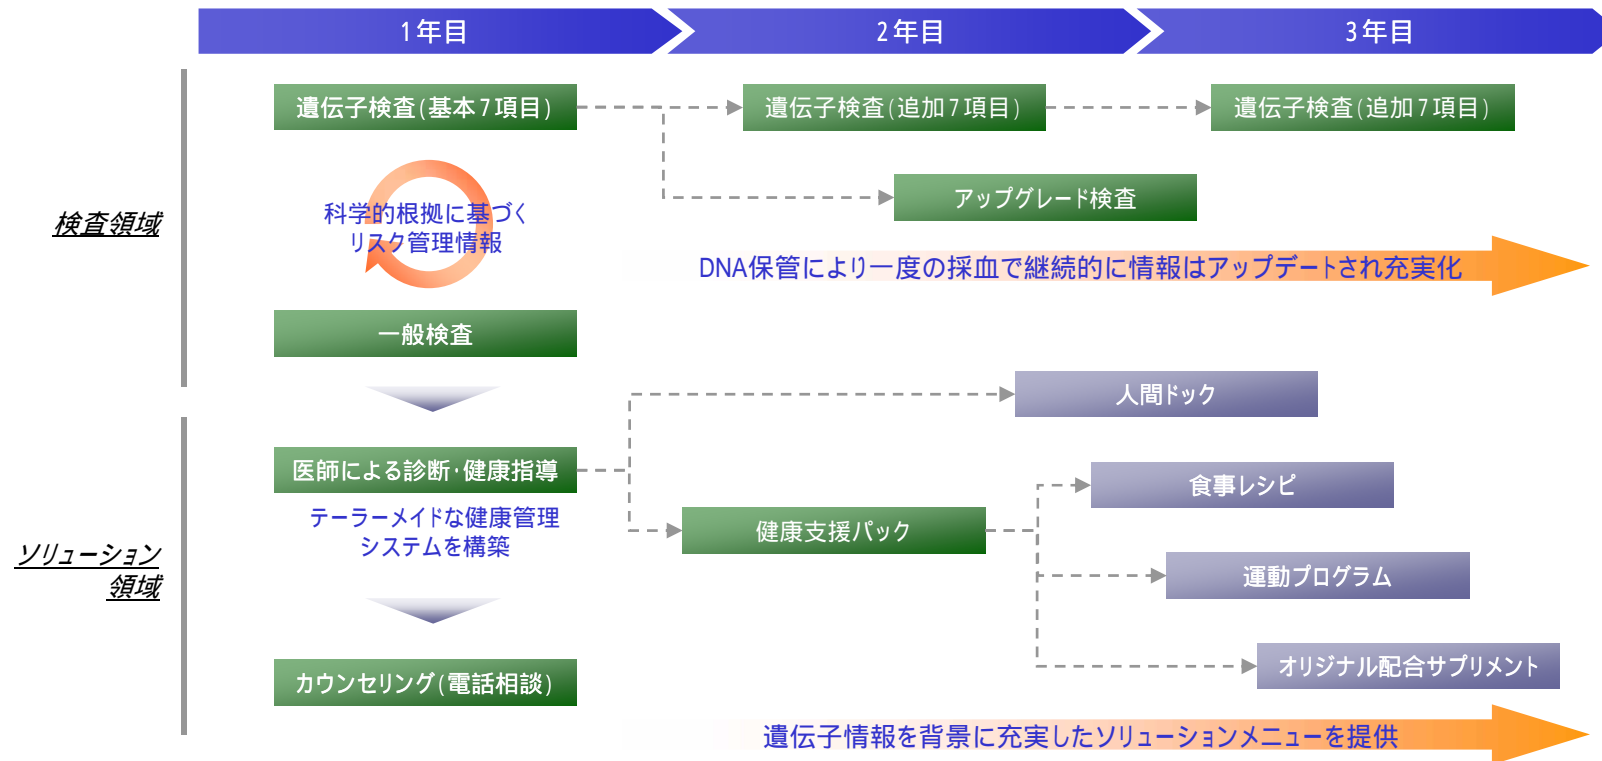 1年目
2年目
3年目
遺伝子検査(基本7項目)
遺伝子検査(追加7項目)
遺伝子検査(追加7項目)
アップグレード検査
検査領域
科学的根拠に基づく
リスク管理情報
DNA保管により一度の採血で継続的に情報はアップデートされ充実化
一般検査
人間ドック
医師による診断・健康指導
食事レシピ
テーラーメイドな健康管理
システムを構築
健康支援パック
ソリューション
領域
運動プログラム
オリジナル配合サプリメント
カウンセリング(電話相談)
遺伝子情報を背景に充実したソリューションメニューを提供